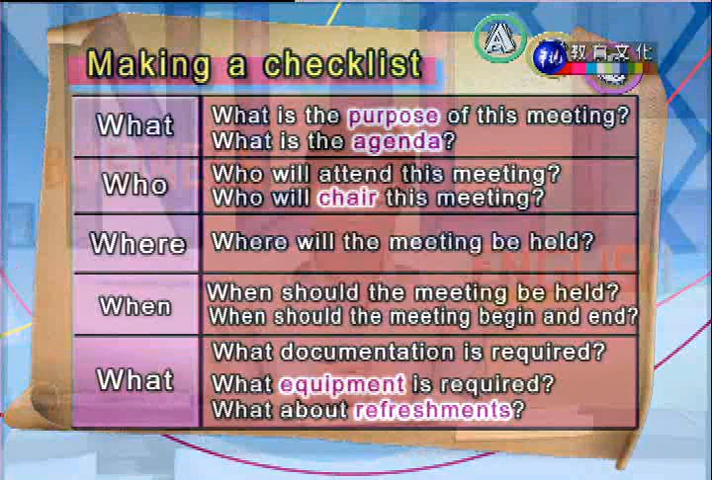 教育文化
Making a checklist
What
What is the purpose of this meeting?
What is the agenda?
Who
Who will attend this meeting?
Who will chair this meeting?
Where
Where will the meeting be held?
When
When should the meeting be held?
When should the meeting begin and end?
What
What documentation is required?
What equipment is required?
What about refreshments?